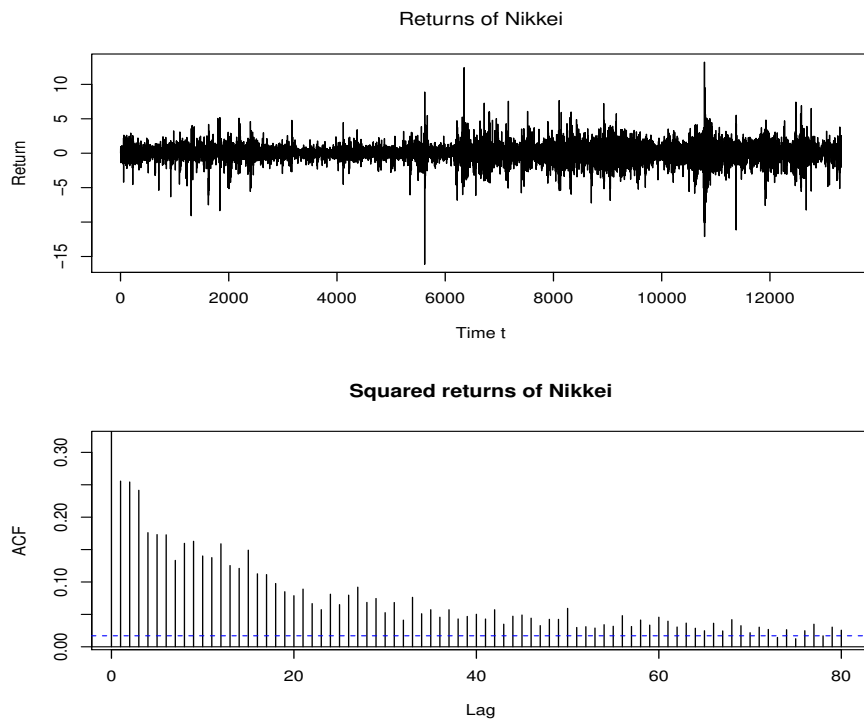 Returns of Nikkei
Return
10
5
0
−5
−15
0 2000 4000 6000 8000 10000 12000
Time t
Squared returns of Nikkei
ACF
0.30
0.20
0.10
0.00
0 20 40 60 80
Lag